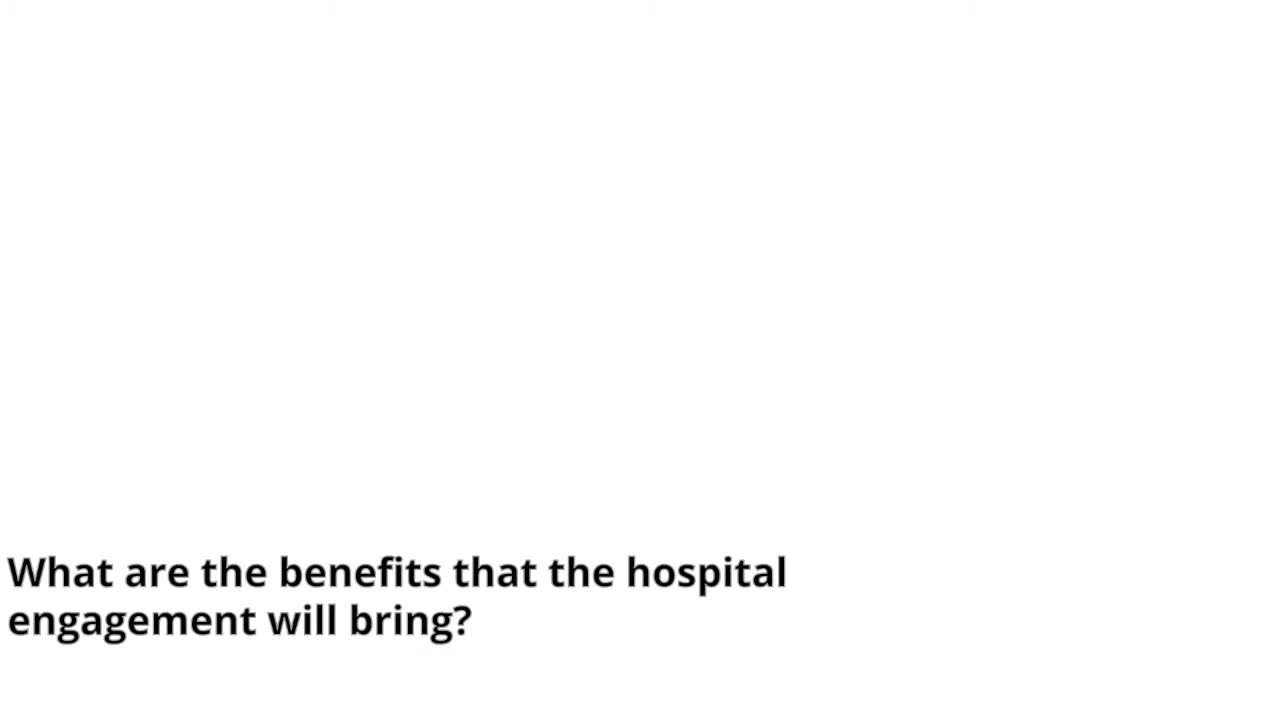 What are the benefits that the hospital
engagement will bring?